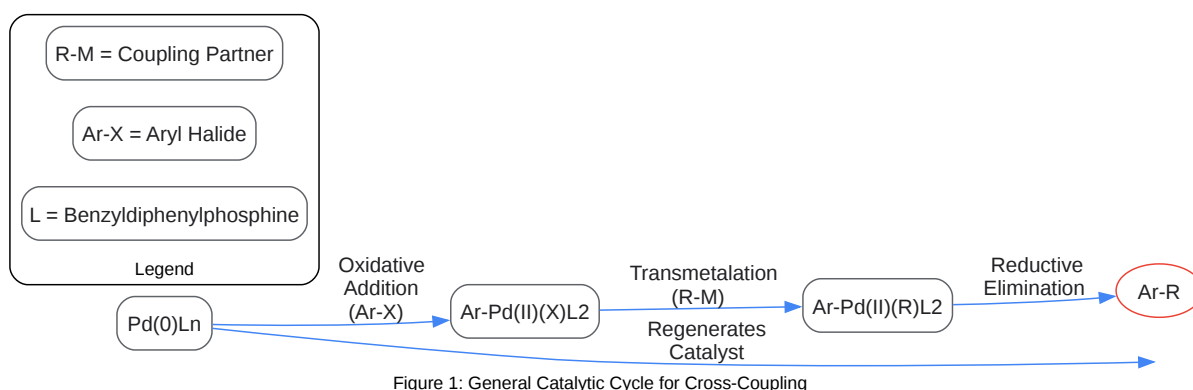 R-M = Coupling Partner
Ar-X = Aryl Halide
L = Benzyldiphenylphosphine
Legend
Pd(0)Ln
Oxidative
Addition
(Ar-X)
Ar-Pd(II)(X)L2
Transmetalation
(R-M)
Ar-Pd(II)(R)L2
Reductive
Elimination
Ar-R
Regenerates
Catalyst
Figure 1: General Catalytic Cycle for Cross-Coupling